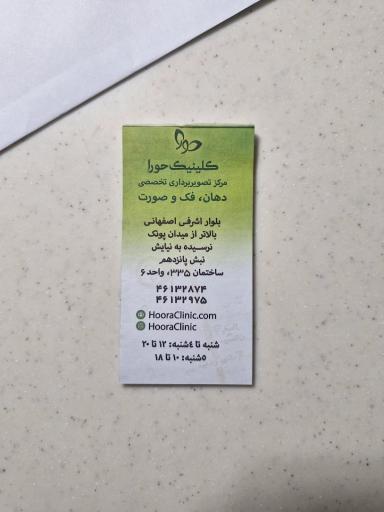 حورا
کلینیک حورا
مرکز تصویربرداری تخصصی
دهان، فک و صورت
بلوار اشرفی اصفهانی
بالاتر از میدان پونک
نرسیده به نیایش
نبش پانزدهم
ساختمان ۳۳۵، واحد ۶
۴۶۱۳۲۸۷۴
۴۶۱۳۲۹۷۵
HooraClinic.com
HooraClinic
شنبه تا ٤شنبه: ۱۲ تا ۲۰
۵شنبه: ۱۰ تا ۱۸